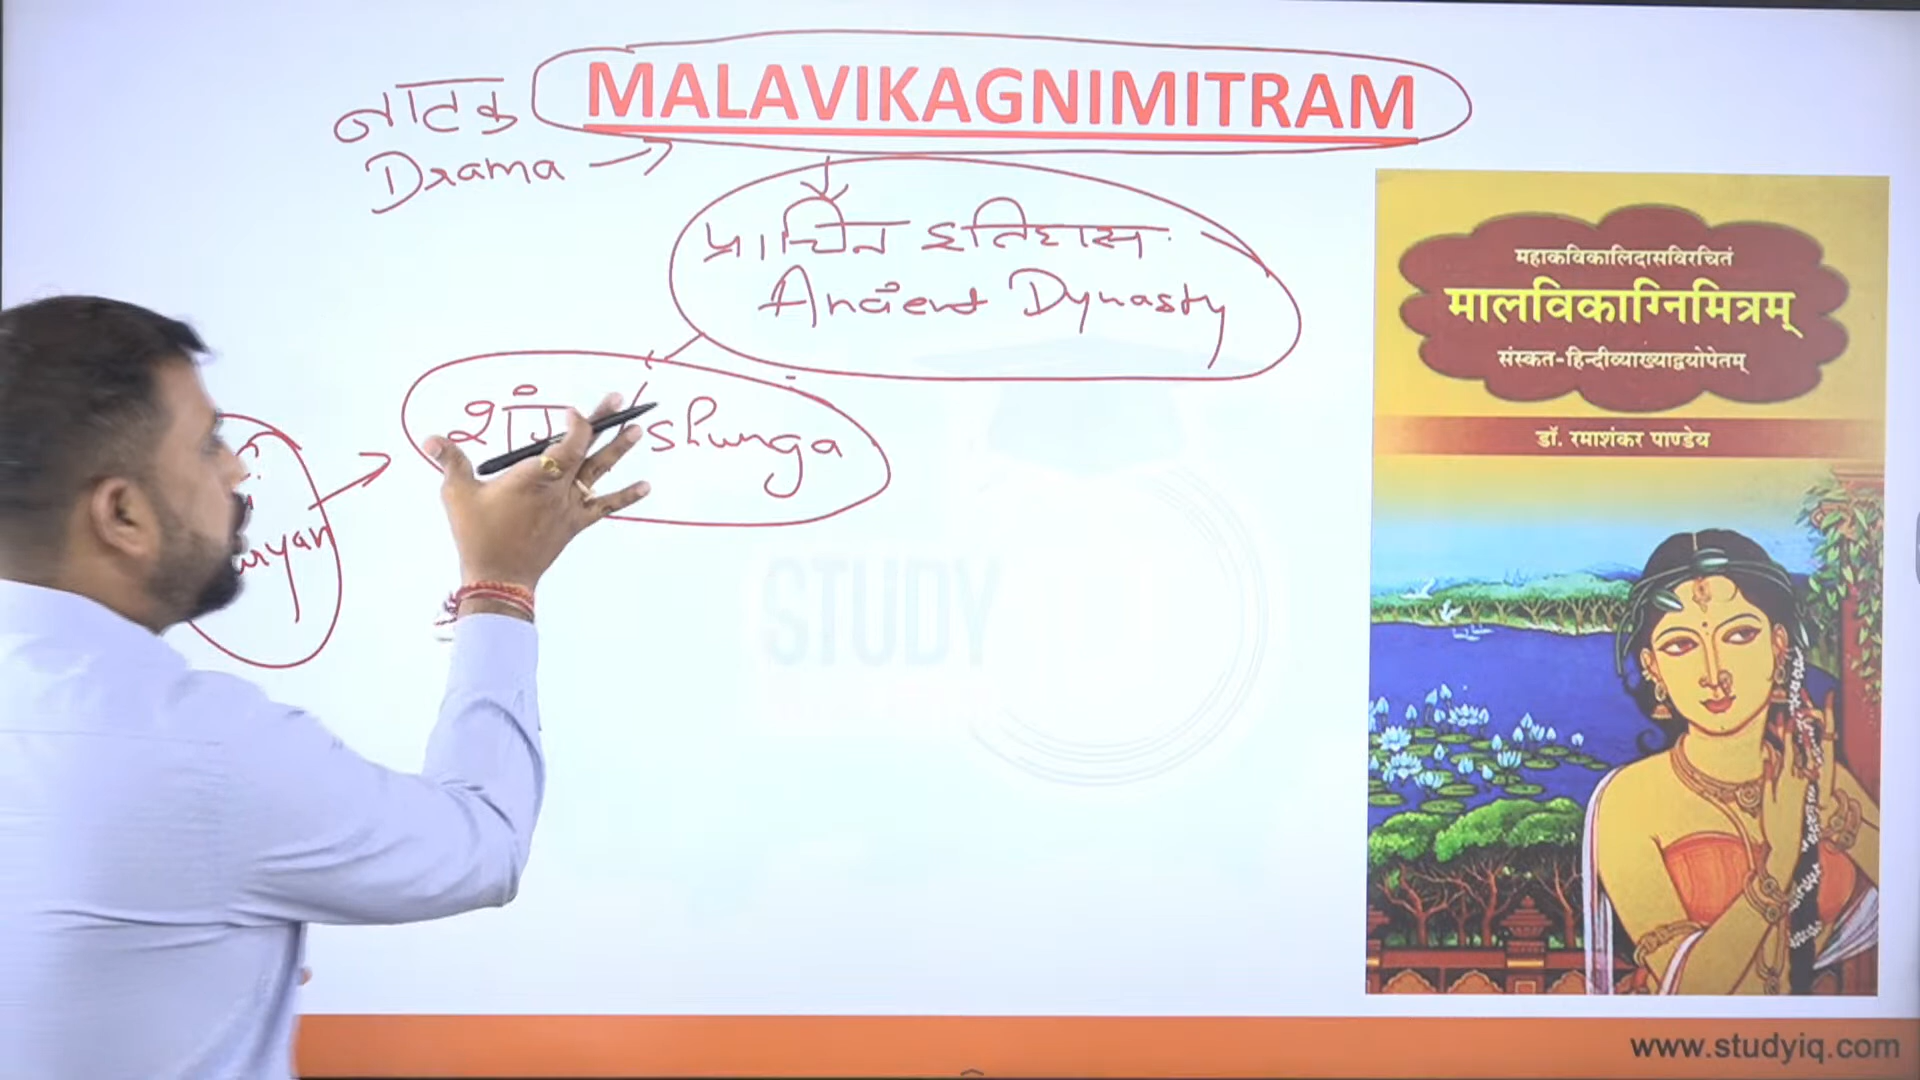 MALAVIKAGNIMITRAM
नाटक
Drama
प्राचिन इतिहास
Ancient Dynasty
shunga
महाकविकालिदासविरचितं
मालविकाग्निमित्रम्
संस्कत-हिन्दीव्याख्याद्वयोपेतम्
डॉ. रमाशंकर पाण्डेय
STUDY
www.studyiq.com